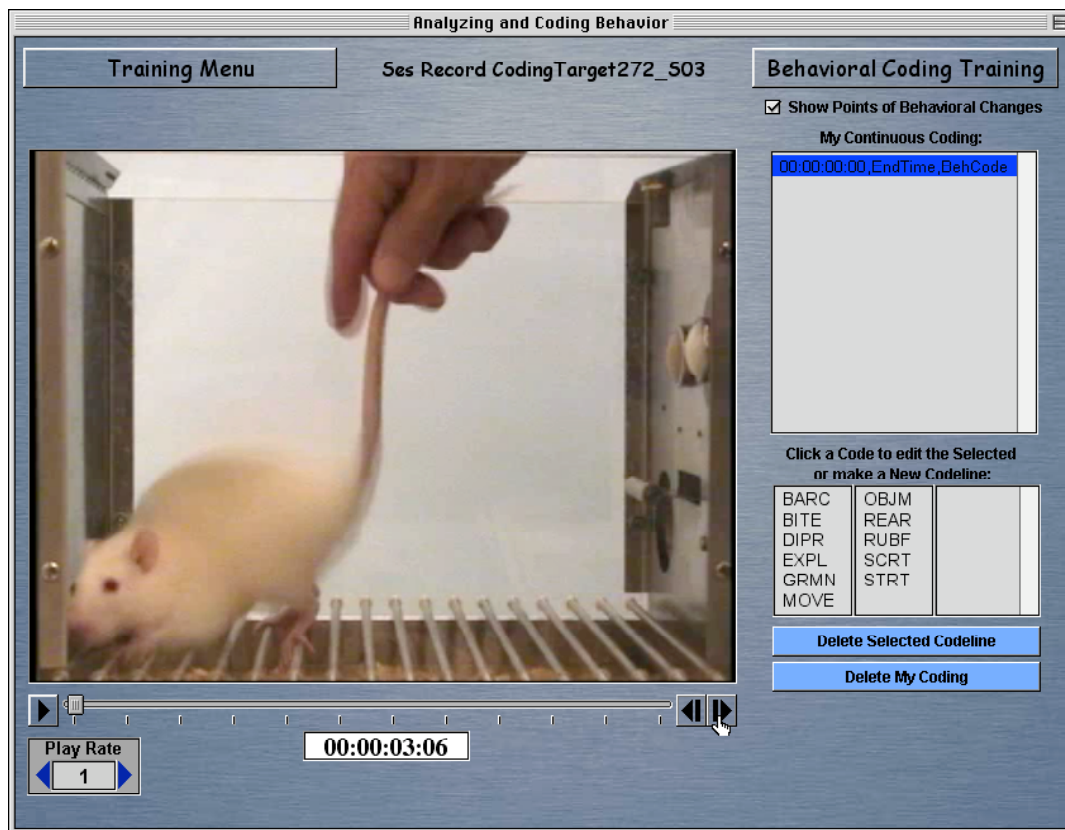 Analyzing and Coding Behavior
Training Menu
Ses Record CodingTarget272_S03
Behavioral Coding Training
Show Points of Behavioral Changes
My Continuous Coding:
00:00:00:00,EndTime,BehCode
Click a Code to edit the Selected
or make a New Codeline:
BARC OBJM
BITE REAR
DIPR RUBF
EXPL SCRT
GRMN STRT
MOVE
Delete Selected Codeline
Delete My Coding
00:00:03:06
Play Rate
1